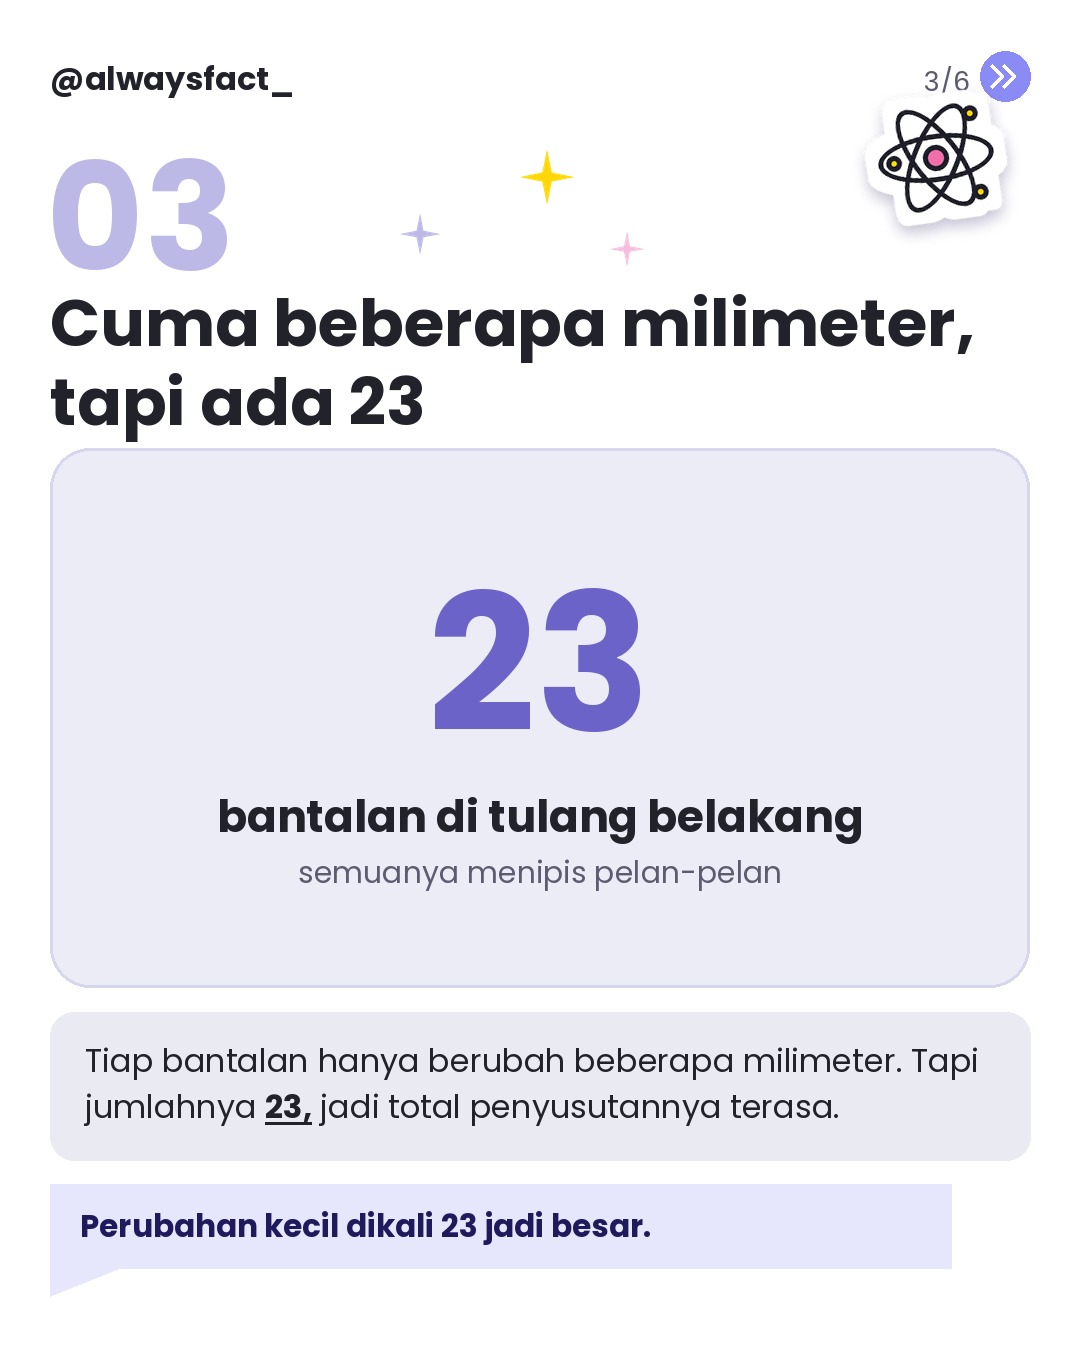 @alwaysfact_
3/6
03
Cuma beberapa milimeter,
tapi ada 23
23
bantalan di tulang belakang
semuanya menipis pelan-pelan
Tiap bantalan hanya berubah beberapa milimeter. Tapi
jumlahnya 23, jadi total penyusutannya terasa.
Perubahan kecil dikali 23 jadi besar.